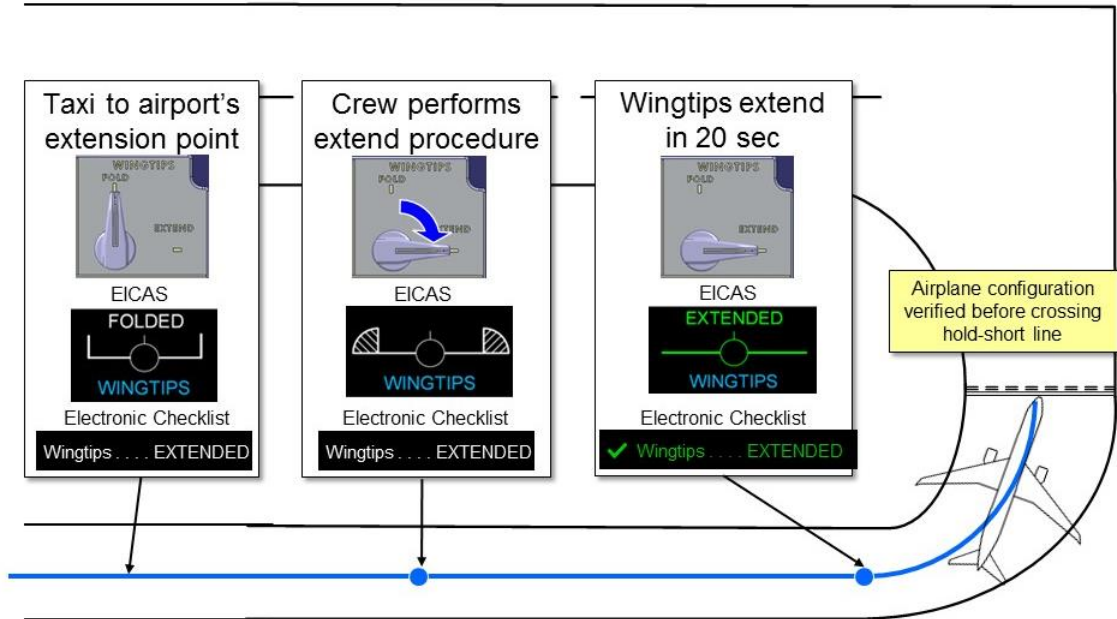 Taxi to airport's
extension point
WINGTIPS
FOLD
EXTEND
EICAS
FOLDED
WINGTIPS
Electronic Checklist
Wingtips . . . . EXTENDED
Crew performs
extend procedure
WINGTIPS
FOLD
TEND
EICAS
WINGTIPS
Electronic Checklist
Wingtips . . . . EXTENDED
Wingtips extend
in 20 sec
WINGTIPS
FOLD
EXTEND
EICAS
EXTENDED
WINGTIPS
Electronic Checklist
✓ Wingtips . . . . EXTENDED
Airplane configuration
verified before crossing
hold-short line